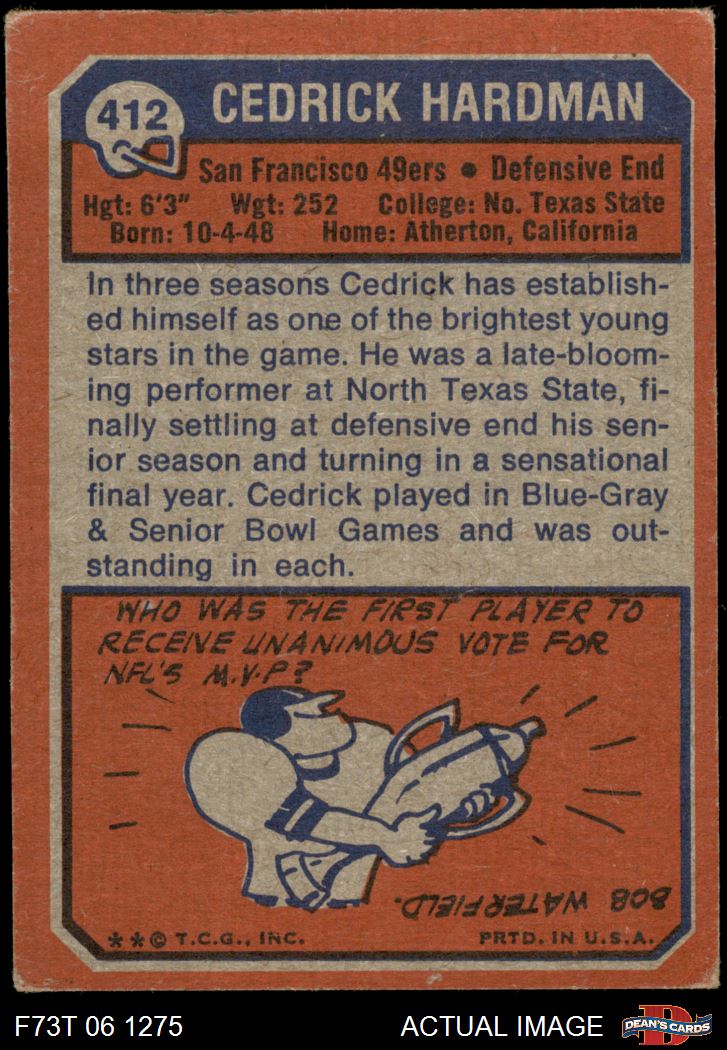 412
CEDRICK HARDMAN
San Francisco 49ers • Defensive End
Hgt: 6'3" Wgt: 252 College: No. Texas State
Born: 10-4-48 Home: Atherton, California
In three seasons Cedrick has establish-
ed himself as one of the brightest young
stars in the game. He was a late-bloom-
ing performer at North Texas State, fi-
nally settling at defensive end his sen-
ior season and turning in a sensational
final year. Cedrick played in Blue-Gray
& Senior Bowl Games and was out-
standing in each.
WHO WAS THE FIRST PLAYER TO
RECEIVE UNANIMOUS VOTE FOR
NFL'S M.V.P?
BOB WATERFIELD.
**© T.C.G., INC. PRTD. IN U.S.A.
F73T 06 1275 ACTUAL IMAGE
D
DEAN'S CARDS